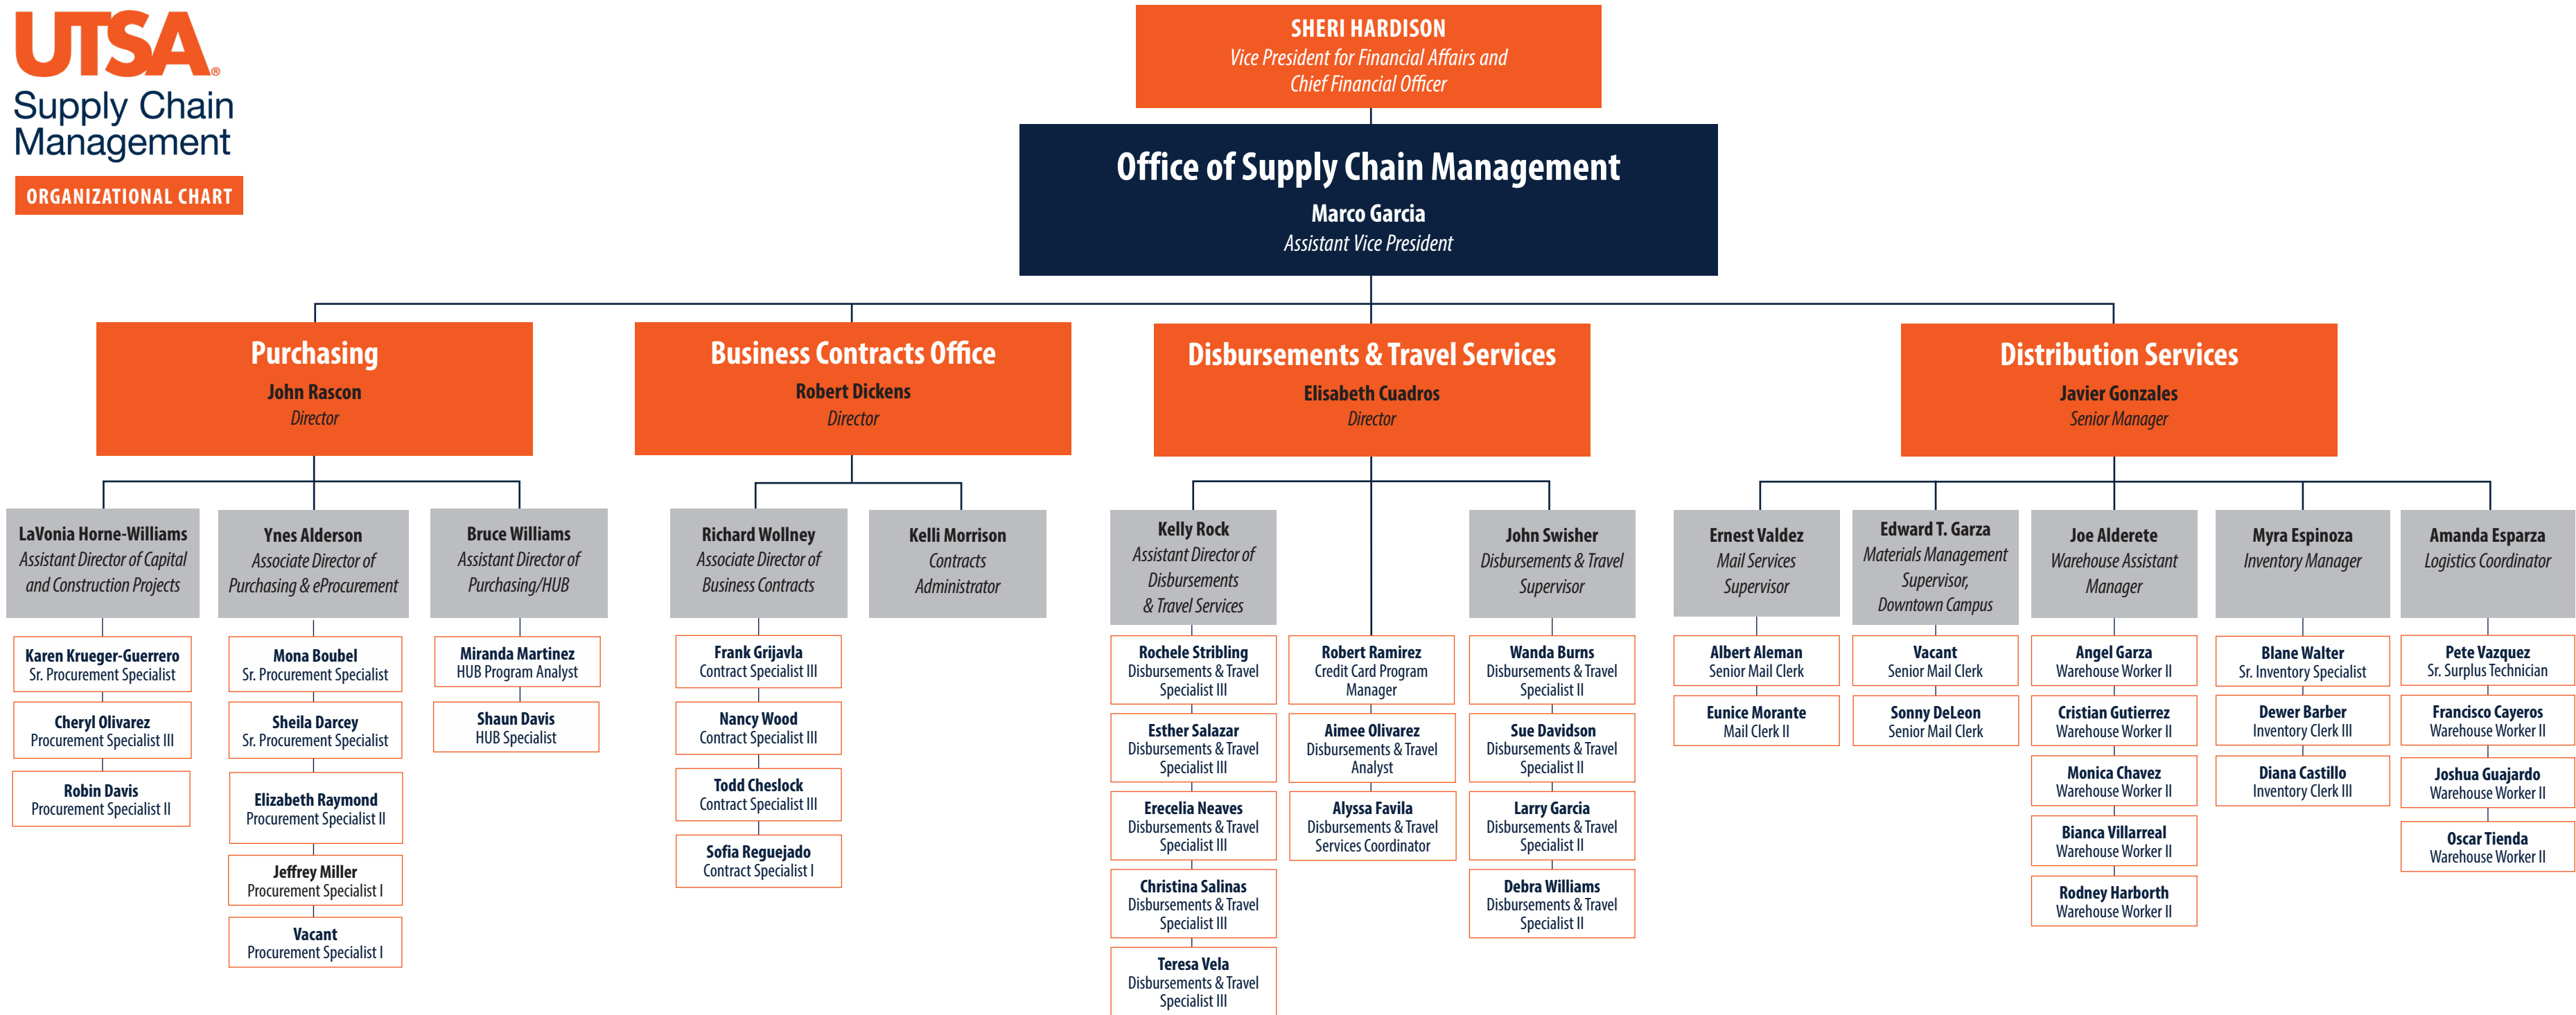 UTSA®
Supply Chain
Management
ORGANIZATIONAL CHART
SHERI HARDISON
Vice President for Financial Affairs and
Chief Financial Officer
Office of Supply Chain Management
Marco Garcia
Assistant Vice President
Purchasing
John Rascon
Director
Business Contracts Office
Robert Dickens
Director
Disbursements & Travel Services
Elisabeth Cuadros
Director
Distribution Services
Javier Gonzales
Senior Manager
LaVonia Horne-Williams
Assistant Director of Capital
and Construction Projects
Karen Krueger-Guerrero
Sr. Procurement Specialist
Cheryl Olivarez
Procurement Specialist III
Robin Davis
Procurement Specialist II
Ynes Alderson
Associate Director of
Purchasing & eProcurement
Mona Boubel
Sr. Procurement Specialist
Sheila Darcey
Sr. Procurement Specialist
Elizabeth Raymond
Procurement Specialist II
Jeffrey Miller
Procurement Specialist I
Vacant
Procurement Specialist I
Bruce Williams
Assistant Director of
Purchasing/HUB
Miranda Martinez
HUB Program Analyst
Shaun Davis
HUB Specialist
Richard Wollney
Associate Director of
Business Contracts
Frank Grijavla
Contract Specialist III
Nancy Wood
Contract Specialist III
Todd Cheslock
Contract Specialist III
Sofia Reguejado
Contract Specialist I
Kelli Morrison
Contracts
Administrator
Kelly Rock
Assistant Director of
Disbursements
& Travel Services
Rochele Stribling
Disbursements & Travel
Specialist III
Esther Salazar
Disbursements & Travel
Specialist III
Erecelia Neaves
Disbursements & Travel
Specialist III
Christina Salinas
Disbursements & Travel
Specialist III
Teresa Vela
Disbursements & Travel
Specialist III
Robert Ramirez
Credit Card Program
Manager
Aimee Olivarez
Disbursements & Travel
Analyst
Alyssa Favila
Disbursements & Travel
Services Coordinator
John Swisher
Disbursements & Travel
Supervisor
Wanda Burns
Disbursements & Travel
Specialist II
Sue Davidson
Disbursements & Travel
Specialist II
Larry Garcia
Disbursements & Travel
Specialist II
Debra Williams
Disbursements & Travel
Specialist II
Ernest Valdez
Mail Services
Supervisor
Albert Aleman
Senior Mail Clerk
Eunice Morante
Mail Clerk II
Edward T. Garza
Materials Management
Supervisor,
Downtown Campus
Vacant
Senior Mail Clerk
Sonny DeLeon
Senior Mail Clerk
Joe Alderete
Warehouse Assistant
Manager
Angel Garza
Warehouse Worker II
Cristian Gutierrez
Warehouse Worker II
Monica Chavez
Warehouse Worker II
Bianca Villarreal
Warehouse Worker II
Rodney Harborth
Warehouse Worker II
Myra Espinoza
Inventory Manager
Blane Walter
Sr. Inventory Specialist
Dewer Barber
Inventory Clerk III
Diana Castillo
Inventory Clerk III
Amanda Esparza
Logistics Coordinator
Pete Vazquez
Sr. Surplus Technician
Francisco Cayeros
Warehouse Worker II
Joshua Guajardo
Warehouse Worker II
Oscar Tienda
Warehouse Worker II